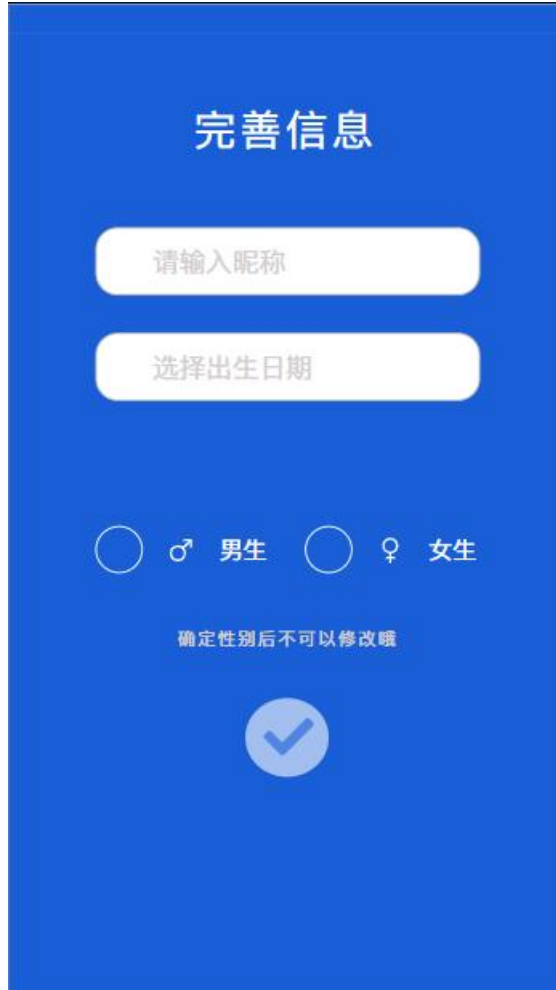 完善信息
请输入昵称
选择出生日期
♂ 男生 ♀ 女生
确定性别后不可以修改哦